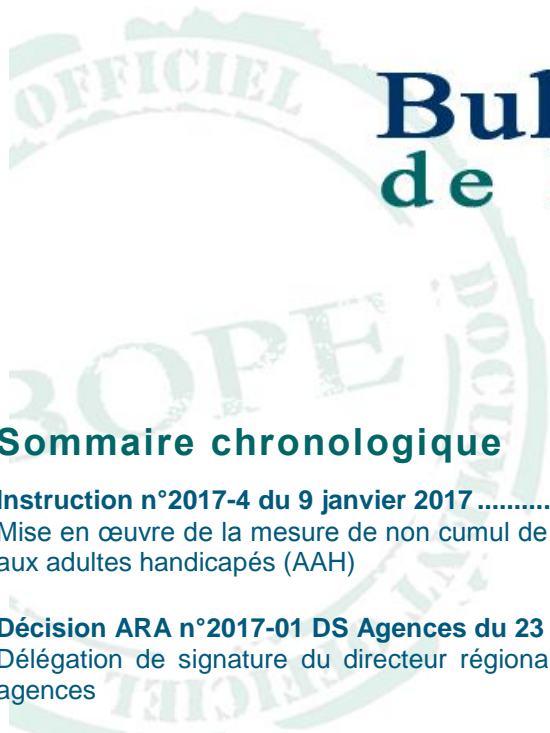 OFFICIEL
Bul
de
BOPE
DOCUMENT
Sommaire chronologique
Instruction n°2017-4 du 9 janvier 2017..........
Mise en œuvre de la mesure de non cumul de
aux adultes handicapés (AAH)
Décision ARA n°2017-01 DS Agences du 23
Délégation de signature du directeur régiona
agences
OFFICIEL